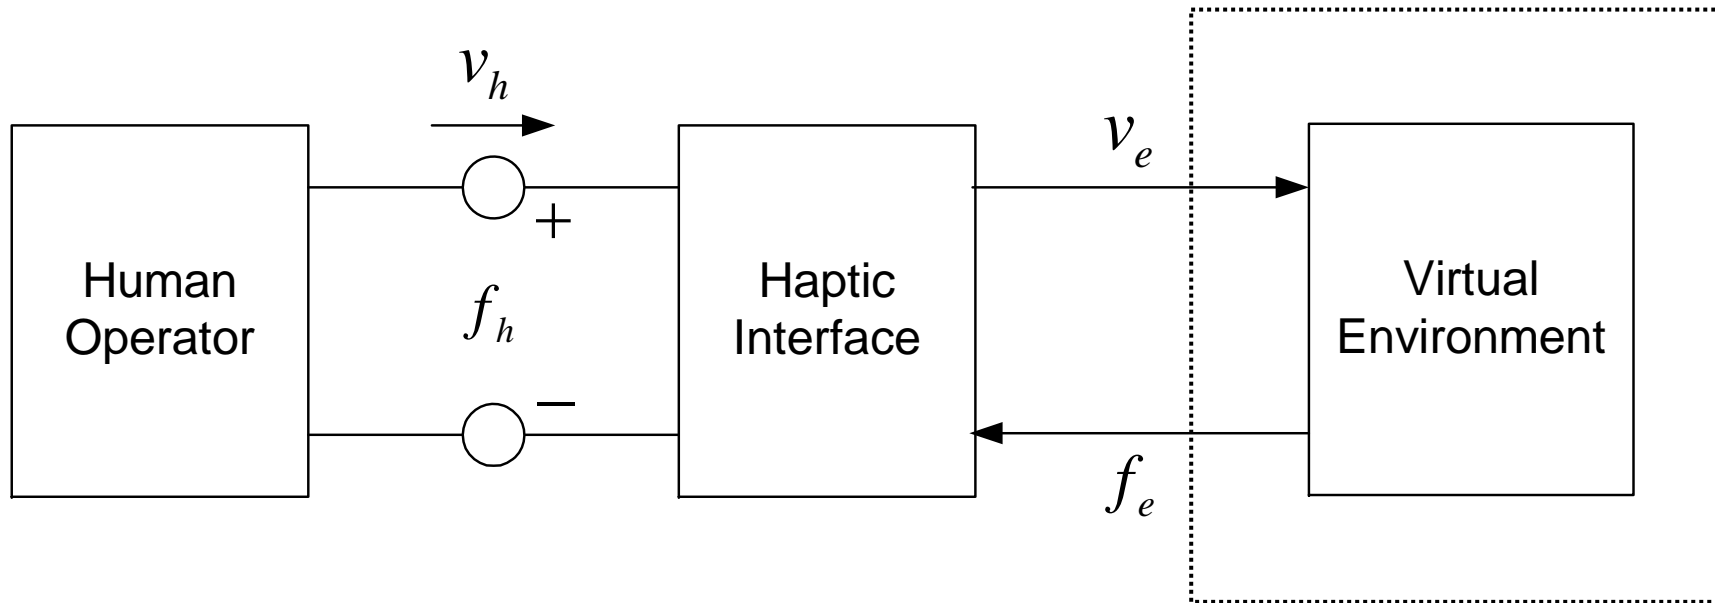 v_h
Human
Operator
+
f_h
−
Haptic
Interface
v_e
f_e
Virtual
Environment